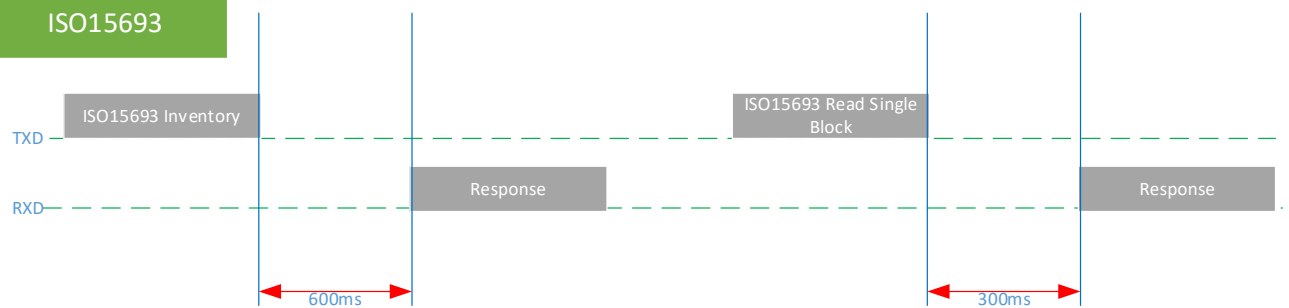 ISO15693
ISO15693 Inventory
ISO15693 Read Single
Block
TXD
Response
Response
RXD
600ms
300ms